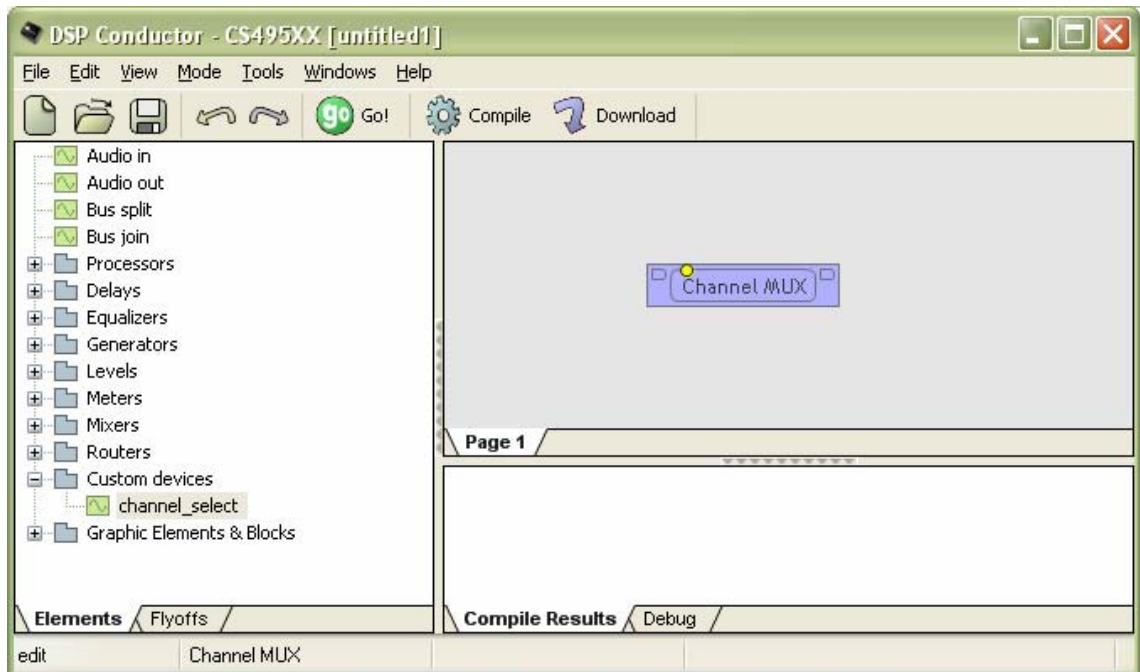 DSP Conductor - CS495XX [untitled1]
File Edit View Mode Tools Windows Help
go Go! Compile Download
Audio in
Audio out
Bus split
Bus join
Processors
Delays
Equalizers
Generators
Levels
Meters
Mixers
Routers
Custom devices
channel_select
Graphic Elements & Blocks
Elements Flyoffs
Channel MUX
Page 1
Compile Results Debug
edit Channel MUX